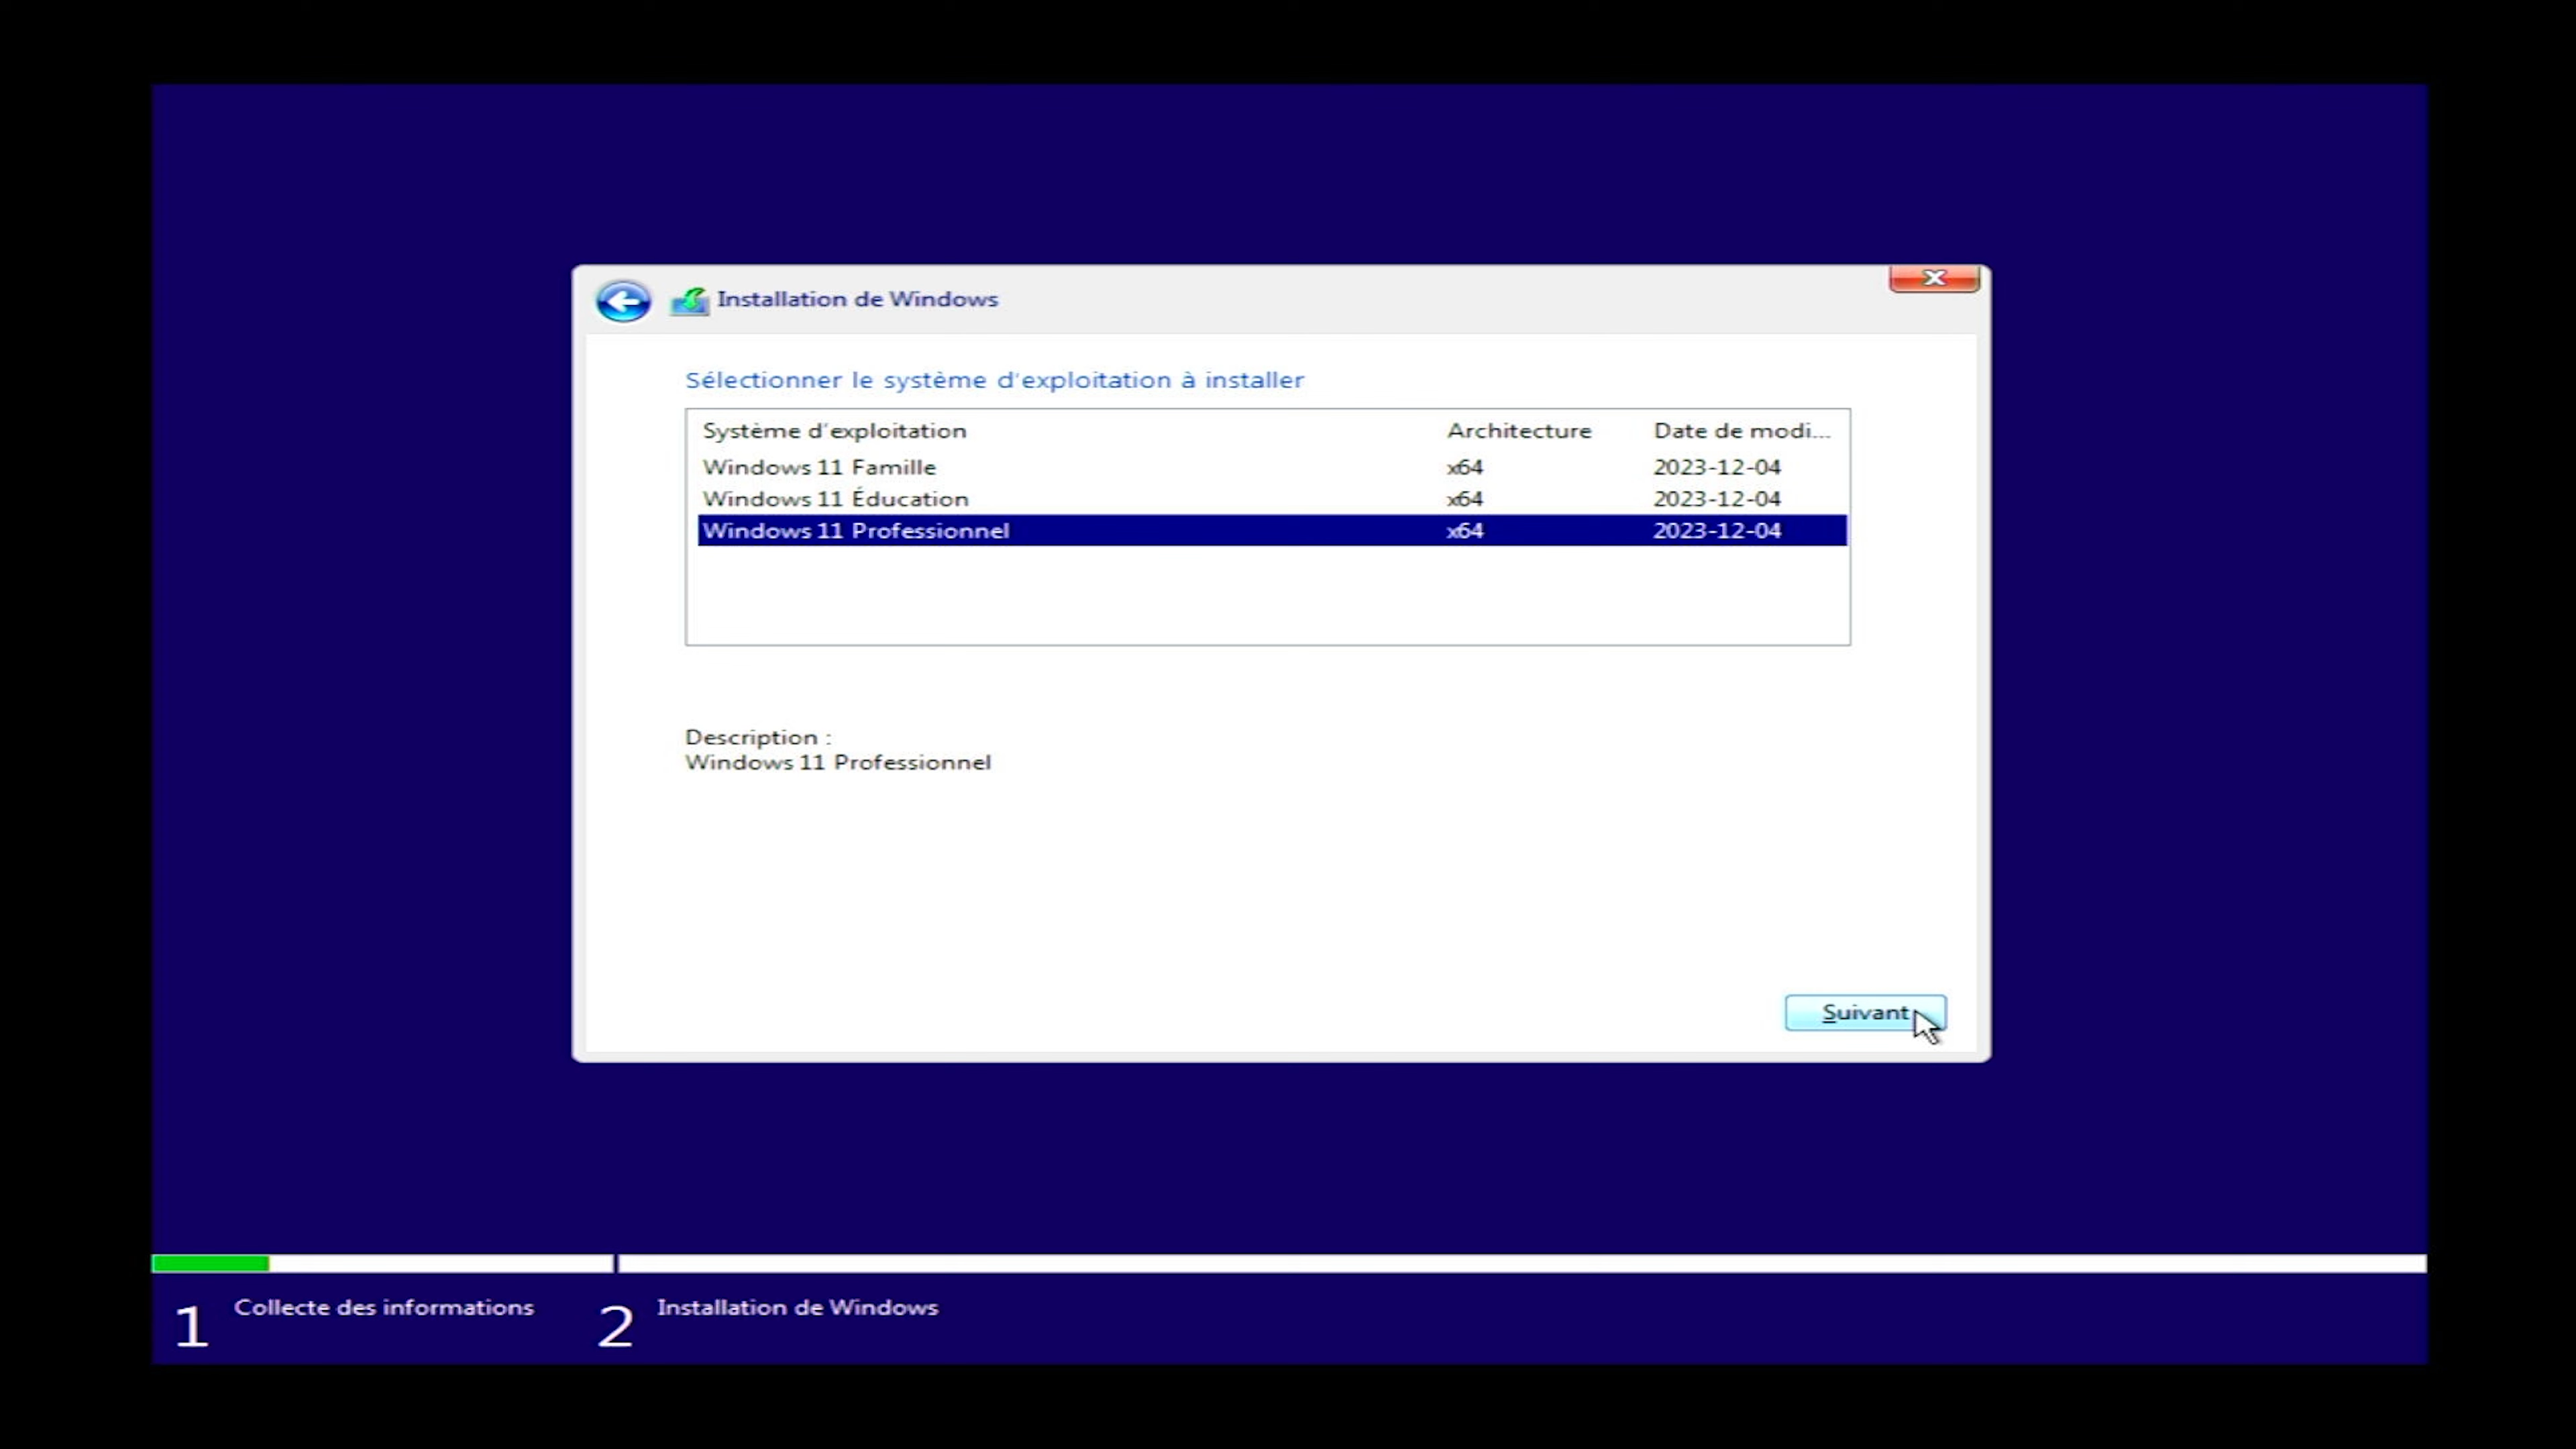 Installation de Windows
Sélectionner le système d'exploitation à installer
Système d'exploitation Architecture Date de modi...
Windows 11 Famille x64 2023-12-04
Windows 11 Éducation x64 2023-12-04
Windows 11 Professionnel x64 2023-12-04
Description :
Windows 11 Professionnel
Suivant
1 Collecte des informations 2 Installation de Windows